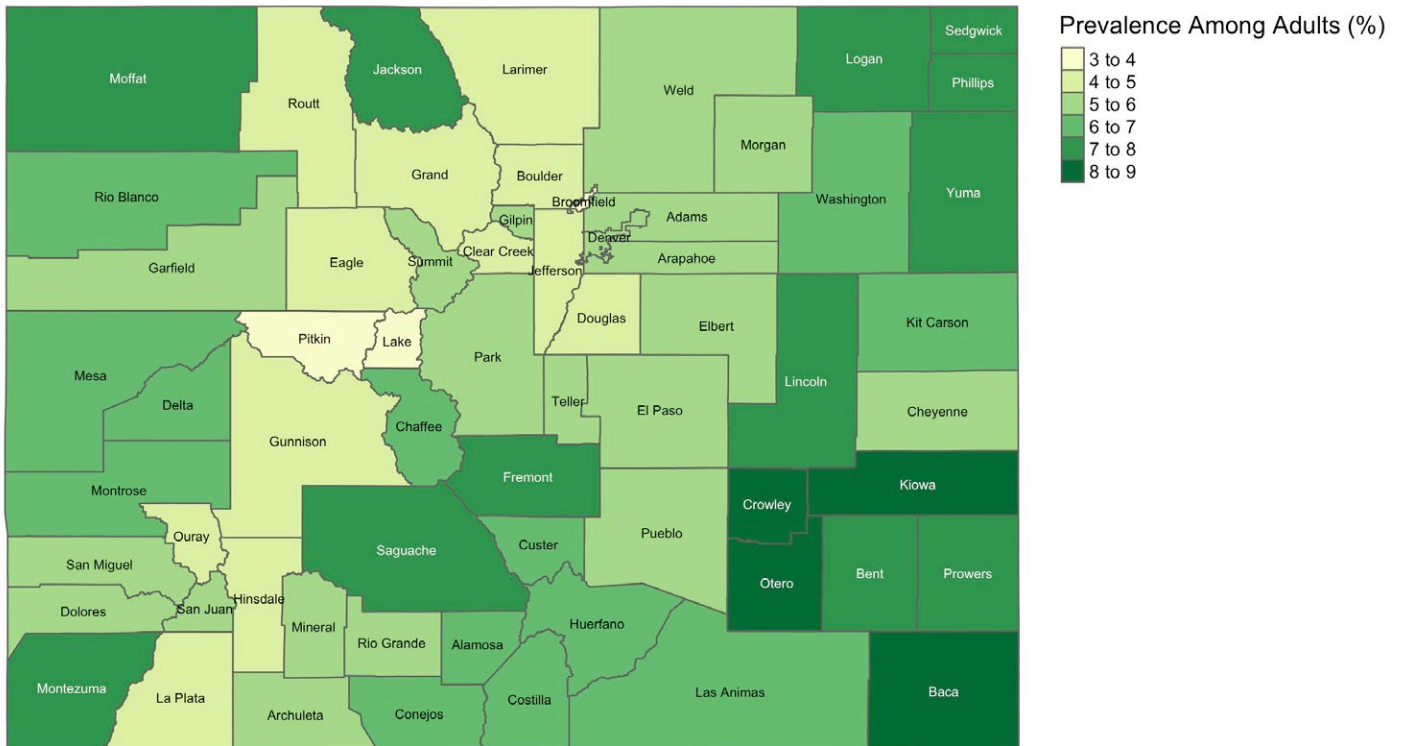 Prevalence Among Adults (%)
3 to 4
4 to 5
5 to 6
6 to 7
7 to 8
8 to 9
Moffat
Jackson
Larimer
Logan
Sedgwick
Phillips
Routt
Weld
Morgan
Rio Blanco
Grand
Boulder
Broomfield
Washington
Yuma
Gilpin
Adams
Denver
Garfield
Eagle
Summit
Clear Creek
Jefferson
Arapahoe
Pitkin
Lake
Douglas
Elbert
Kit Carson
Park
Mesa
Lincoln
Delta
Teller
El Paso
Cheyenne
Gunnison
Chaffee
Fremont
Kiowa
Montrose
Crowley
Ouray
Saguache
Custer
Pueblo
San Miguel
Otero
Bent
Prowers
Dolores
San Juan
Hinsdale
Mineral
Rio Grande
Alamosa
Huerfano
Montezuma
La Plata
Archuleta
Conejos
Costilla
Las Animas
Baca